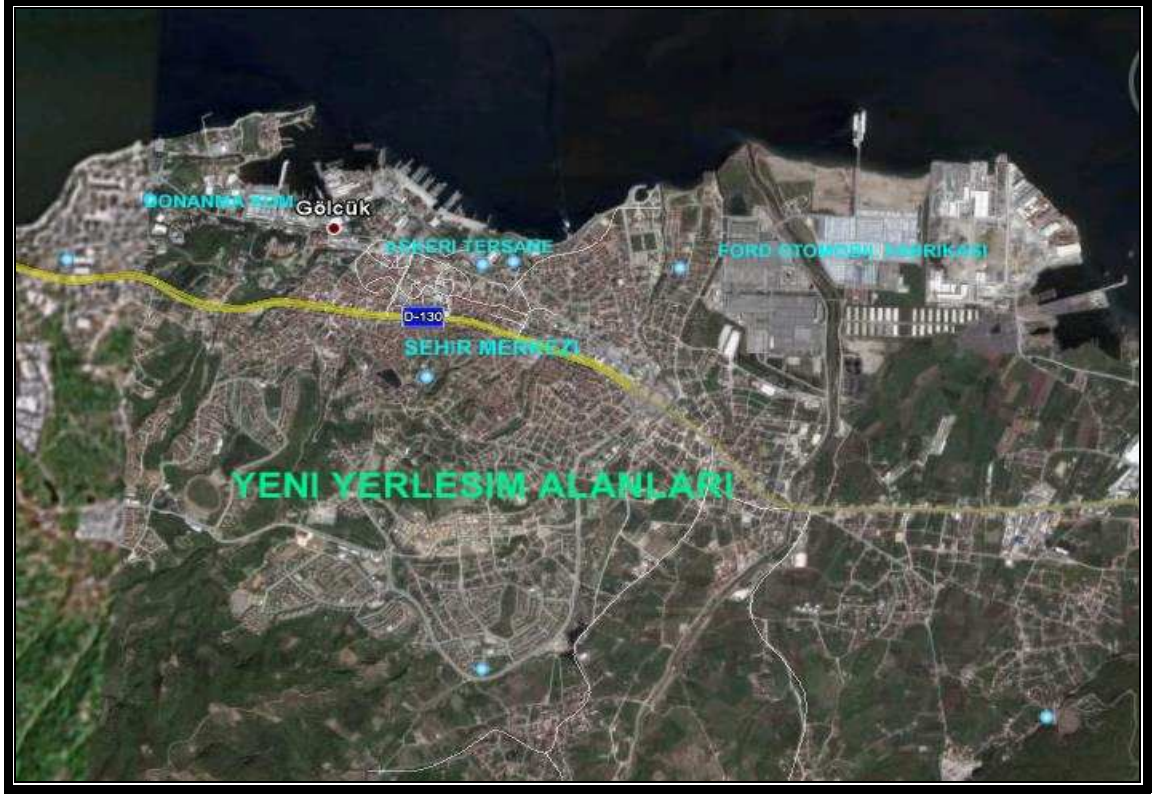 DONANMA KOM.
Gölcük
ASKERI TERSANE
FORD OTOMOBIL FABRIKASI
D-130
SEHIR MERKEZI
YENI YERLESIM ALANLARI